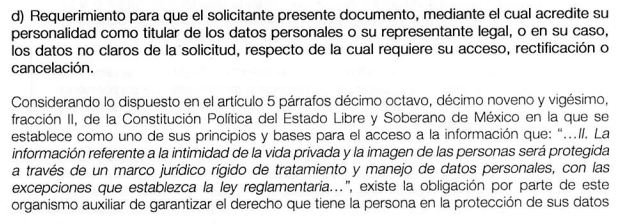 d) Requerimiento para que el solicitante presente documento, mediante el cual acredite su
personalidad como titular de los datos personales o su representante legal, o en su caso,
los datos no claros de la solicitud, respecto de la cual requiere su acceso, rectificación o
cancelación.
Considerando lo dispuesto en el artículo 5 párrafos décimo octavo, décimo noveno y vigésimo,
fracción II, de la Constitución Política del Estado Libre y Soberano de México en la que se
establece como uno de sus principios y bases para el acceso a la información que: “…II. La
información referente a la intimidad de la vida privada y la imagen de las personas será protegida
a través de un marco jurídico rígido de tratamiento y manejo de datos personales, con las
excepciones que establezca la ley reglamentaria…”, existe la obligación por parte de este
organismo auxiliar de garantizar el derecho que tiene la persona en la protección de sus datos